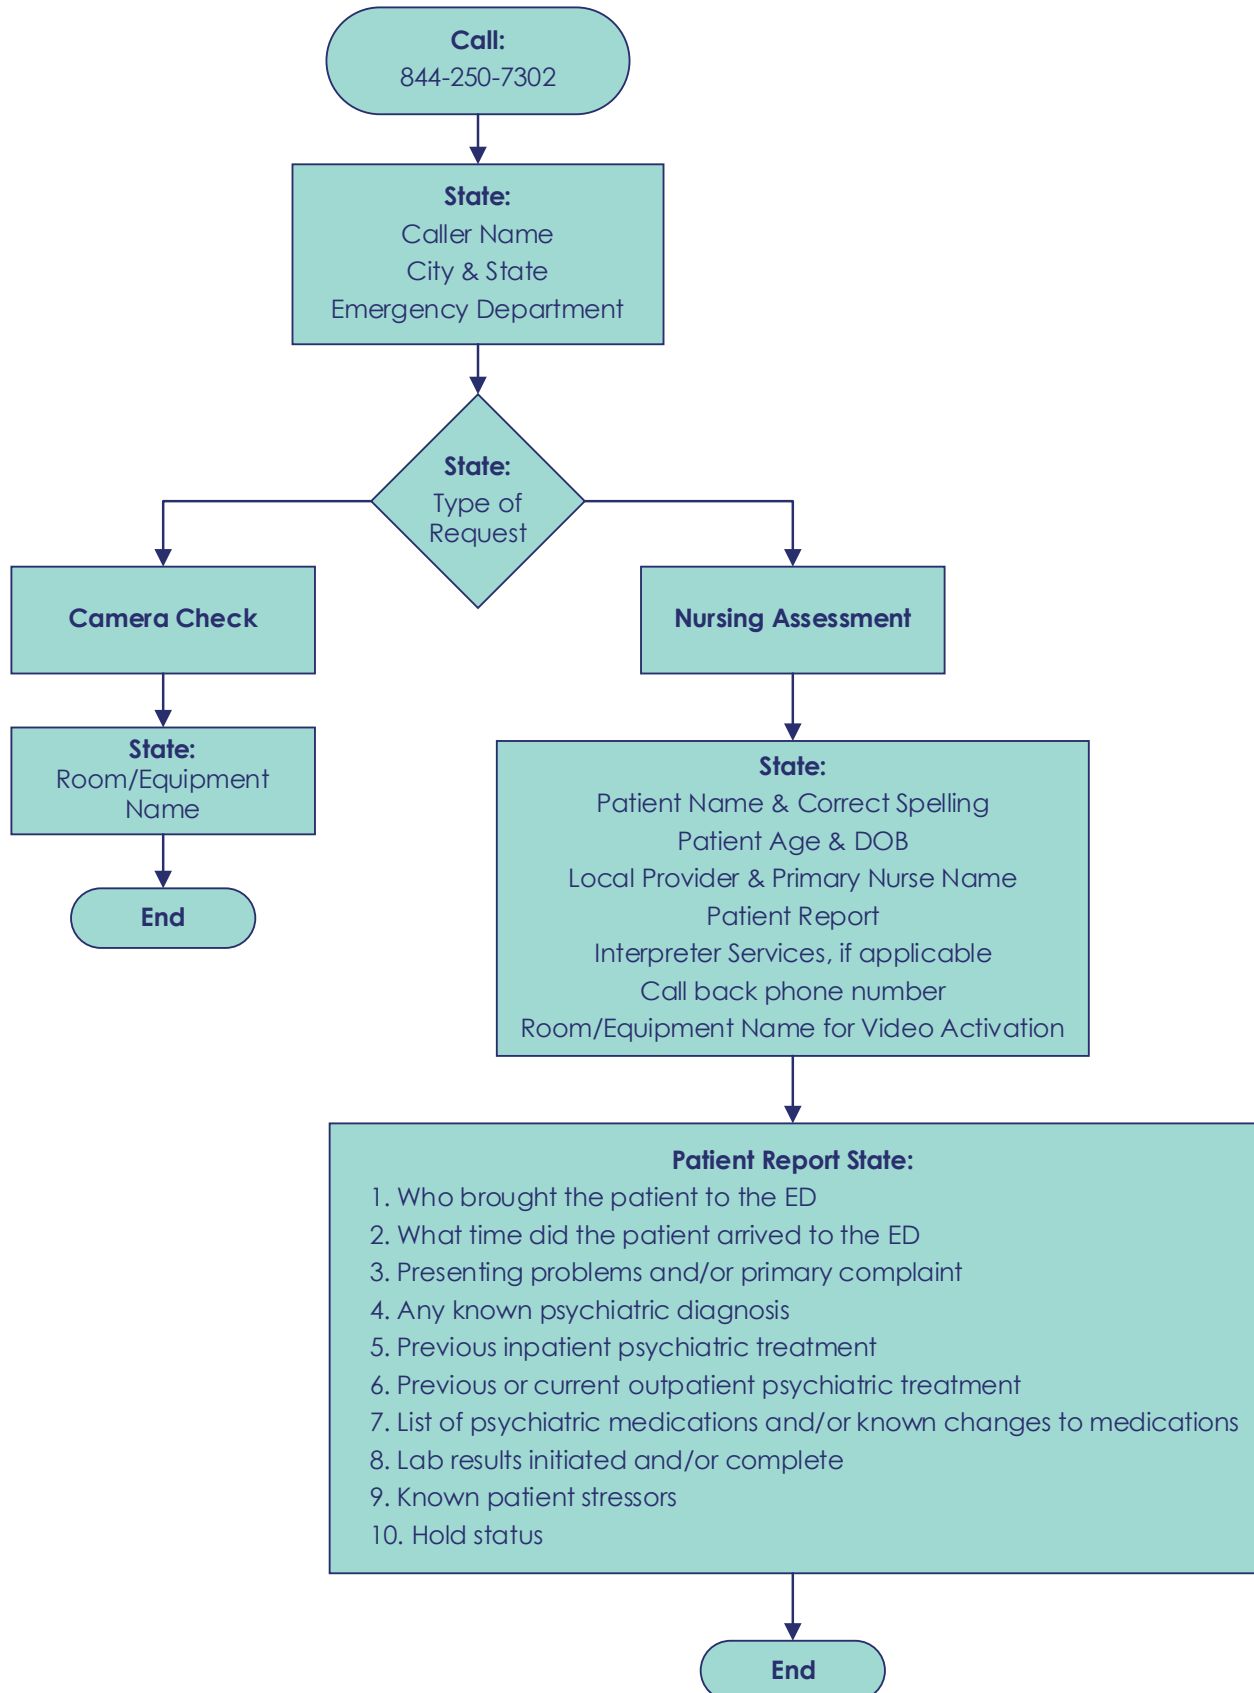 Call:
844-250-7302
State:
Caller Name
City & State
Emergency Department
State:
Type of
Request
Camera Check
State:
Room/Equipment
Name
End
Nursing Assessment
State:
Patient Name & Correct Spelling
Patient Age & DOB
Local Provider & Primary Nurse Name
Patient Report
Interpreter Services, if applicable
Call back phone number
Room/Equipment Name for Video Activation
Patient Report State:
1. Who brought the patient to the ED
2. What time did the patient arrived to the ED
3. Presenting problems and/or primary complaint
4. Any known psychiatric diagnosis
5. Previous inpatient psychiatric treatment
6. Previous or current outpatient psychiatric treatment
7. List of psychiatric medications and/or known changes to medications
8. Lab results initiated and/or complete
9. Known patient stressors
10. Hold status
End